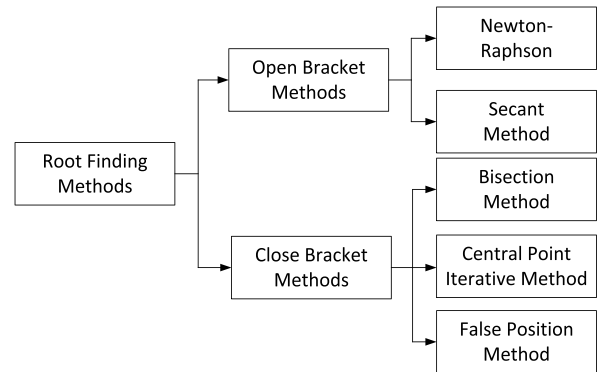 Root Finding
Methods
Open Bracket
Methods
Close Bracket
Methods
Newton-
Raphson
Secant
Method
Bisection
Method
Central Point
Iterative Method
False Position
Method